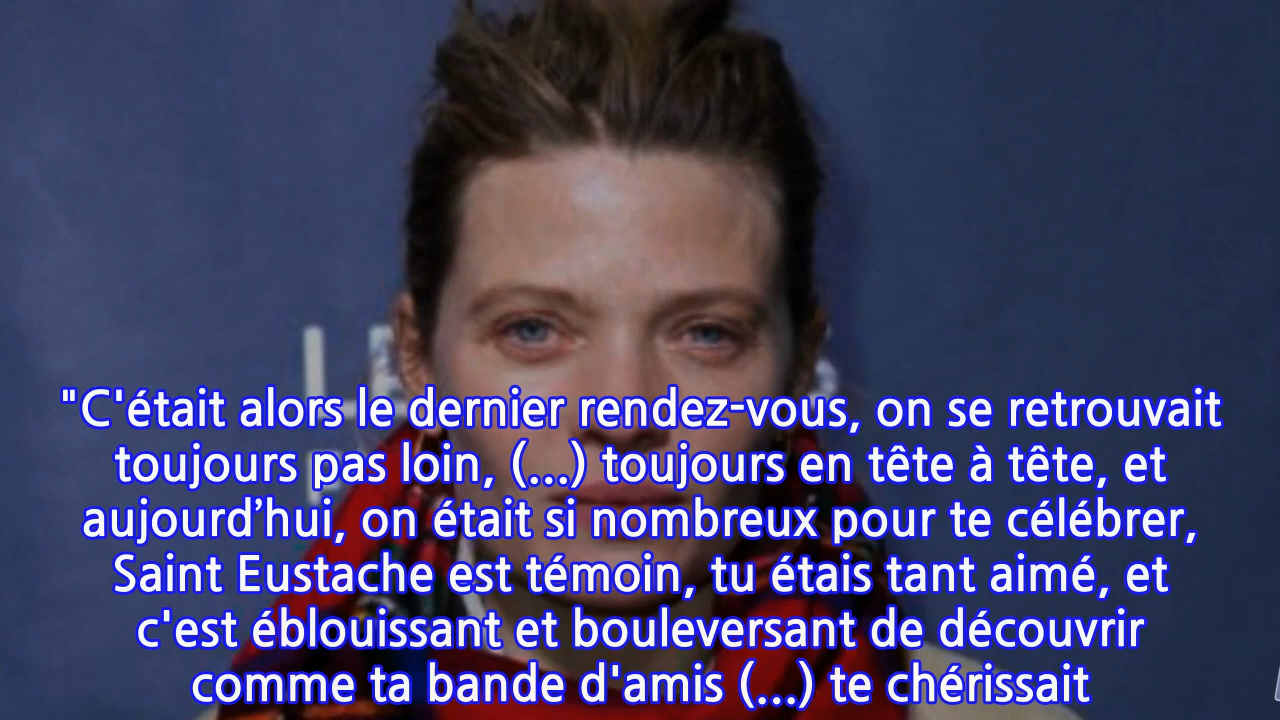 "C'était alors le dernier rendez-vous, on se retrouvait
toujours pas loin, (...) toujours en tête à tête, et
aujourd’hui, on était si nombreux pour te célébrer,
Saint Eustache est témoin, tu étais tant aimé, et
c'est éblouissant et bouleversant de découvrir
comme ta bande d'amis (...) te chérissait